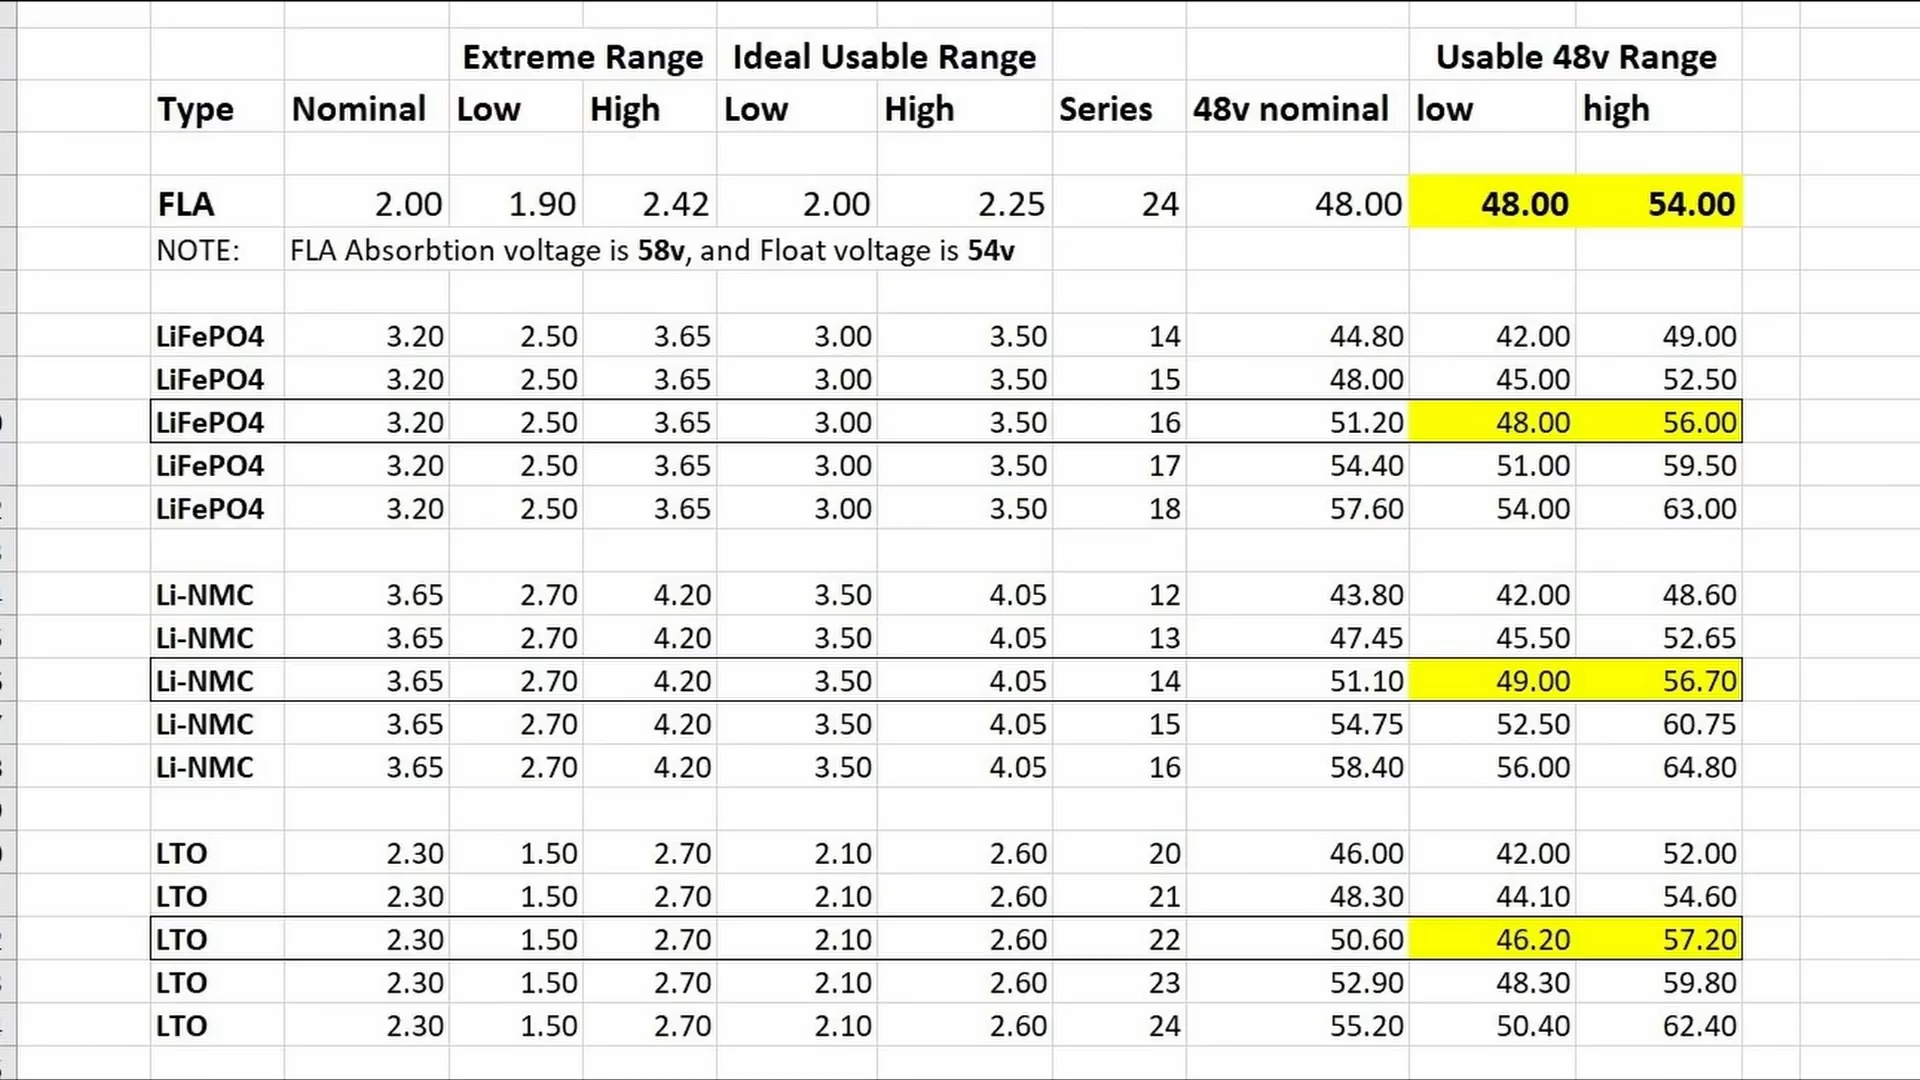 Extreme Range Ideal Usable Range Usable 48v Range
Type Nominal Low High Low High Series 48v nominal low high
FLA 2.00 1.90 2.42 2.00 2.25 24 48.00 48.00 54.00
NOTE: FLA Absorbtion voltage is 58v, and Float voltage is 54v
LiFePO4 3.20 2.50 3.65 3.00 3.50 14 44.80 42.00 49.00
LiFePO4 3.20 2.50 3.65 3.00 3.50 15 48.00 45.00 52.50
LiFePO4 3.20 2.50 3.65 3.00 3.50 16 51.20 48.00 56.00
LiFePO4 3.20 2.50 3.65 3.00 3.50 17 54.40 51.00 59.50
LiFePO4 3.20 2.50 3.65 3.00 3.50 18 57.60 54.00 63.00
Li-NMC 3.65 2.70 4.20 3.50 4.05 12 43.80 42.00 48.60
Li-NMC 3.65 2.70 4.20 3.50 4.05 13 47.45 45.50 52.65
Li-NMC 3.65 2.70 4.20 3.50 4.05 14 51.10 49.00 56.70
Li-NMC 3.65 2.70 4.20 3.50 4.05 15 54.75 52.50 60.75
Li-NMC 3.65 2.70 4.20 3.50 4.05 16 58.40 56.00 64.80
LTO 2.30 1.50 2.70 2.10 2.60 20 46.00 42.00 52.00
LTO 2.30 1.50 2.70 2.10 2.60 21 48.30 44.10 54.60
LTO 2.30 1.50 2.70 2.10 2.60 22 50.60 46.20 57.20
LTO 2.30 1.50 2.70 2.10 2.60 23 52.90 48.30 59.80
LTO 2.30 1.50 2.70 2.10 2.60 24 55.20 50.40 62.40